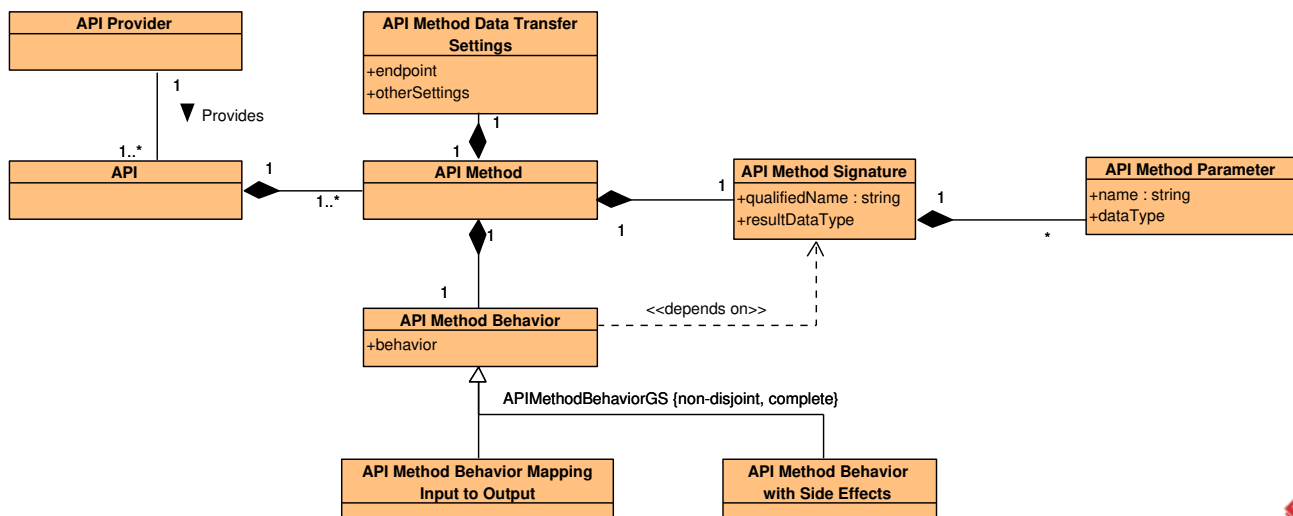 API Provider
1
Provides
1..*
API Method Data Transfer
Settings
+endpoint
+otherSettings
1
1
API
1
1..*
API Method
1
1
API Method Signature
+qualifiedName : string
+resultDataType
1
*
API Method Parameter
+name : string
+dataType
1
1
<<depends on>>
API Method Behavior
+behavior
APIMethodBehaviorGS {non-disjoint, complete}
API Method Behavior Mapping
Input to Output
API Method Behavior
with Side Effects